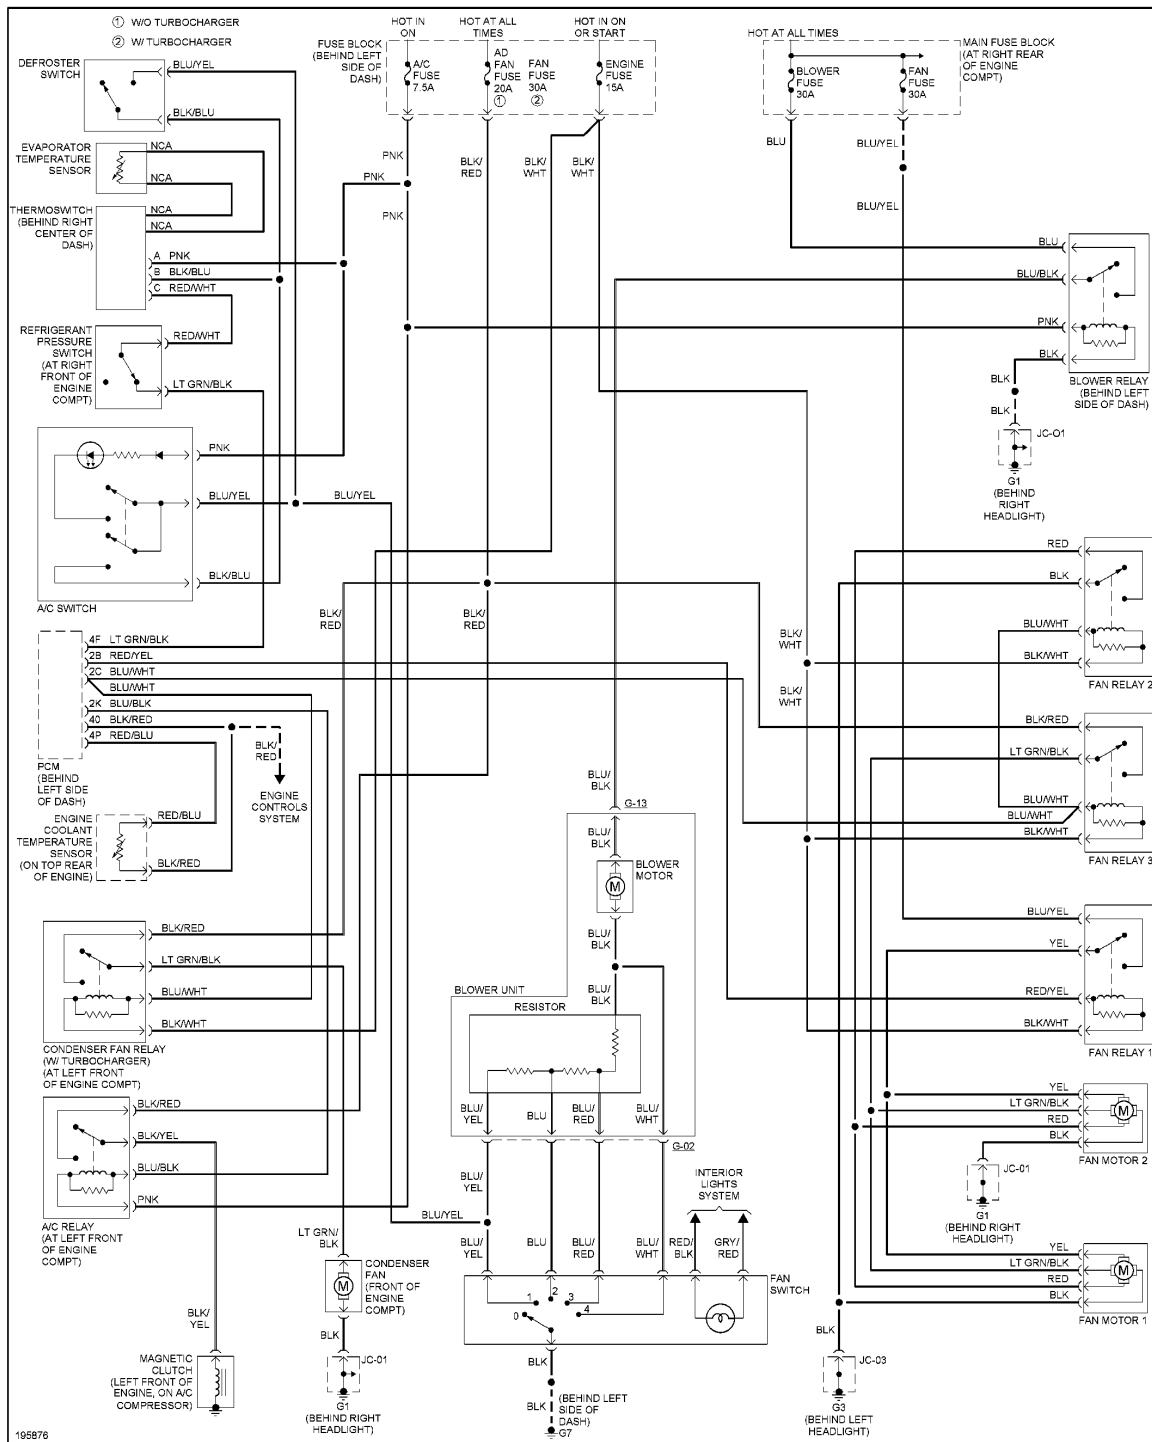 ① W/O TURBOCHARGER
② W/ TURBOCHARGER
HOT IN
ON
HOT AT ALL
TIMES
HOT IN ON
OR START
HOT AT ALL TIMES
FUSE BLOCK
(BEHIND LEFT
SIDE OF
DASH)
A/C
FUSE
7.5A
AD
FAN
FUSE
20A
①
FAN
FUSE
30A
②
ENGINE
FUSE
15A
BLOWER
FUSE
30A
FAN
FUSE
30A
MAIN FUSE BLOCK
(AT RIGHT REAR
OF ENGINE
COMPT)
DEFROSTER
SWITCH
BLU/YEL
BLK/BLU
EVAPORATOR
TEMPERATURE
SENSOR
NCA
NCA
THERMOSWITCH
(BEHIND RIGHT
CENTER OF
DASH)
NCA
NCA
A PNK
B BLK/BLU
C RED/WHT
PNK
PNK
PNK
BLK/
RED
BLK/
WHT
BLK/
WHT
BLU
BLU/YEL
BLU/YEL
BLU
BLU/BLK
PNK
BLK
BLOWER RELAY
(BEHIND LEFT
SIDE OF DASH)
BLK
BLK
JC-O1
G1
(BEHIND
RIGHT
HEADLIGHT)
REFRIGERANT
PRESSURE
SWITCH
(AT RIGHT
FRONT OF
ENGINE
COMPT)
RED/WHT
LT GRN/BLK
PNK
BLU/YEL
BLU/YEL
BLK/BLU
A/C SWITCH
BLK/
RED
BLK/
RED
BLK/
WHT
BLK/
WHT
RED
BLK
BLU/WHT
BLK/WHT
FAN RELAY 2
4F LT GRN/BLK
2B RED/YEL
2C BLU/WHT
BLU/WHT
2K BLU/BLK
40 BLK/RED
4P RED/BLU
PCM
(BEHIND
LEFT SIDE
OF DASH)
BLK/
RED
ENGINE
CONTROLS
SYSTEM
BLK/RED
LT GRN/BLK
BLU/WHT
BLU/WHT
BLK/WHT
FAN RELAY 3
ENGINE
COOLANT
TEMPERATURE
SENSOR
(ON TOP REAR
OF ENGINE)
RED/BLU
BLK/RED
BLU/
BLK
G-13
BLU/
BLK
BLOWER
MOTOR
M
BLU/
BLK
BLU/
BLK
BLOWER UNIT
RESISTOR
BLU/
YEL
BLU
BLU/
RED
BLU/
WHT
G-02
BLK/RED
LT GRN/BLK
BLU/WHT
BLK/WHT
CONDENSER FAN RELAY
(W/ TURBOCHARGER)
(AT LEFT FRONT
OF ENGINE COMPT)
BLU/YEL
YEL
RED/YEL
BLK/WHT
FAN RELAY 1
BLK/RED
BLK/YEL
BLU/BLK
PNK
A/C RELAY
(AT LEFT FRONT
OF ENGINE
COMPT)
YEL
LT GRN/BLK
RED
BLK
M
FAN MOTOR 2
JC-01
G1
(BEHIND RIGHT
HEADLIGHT)
BLU/
YEL
BLU/YEL
BLU/
YEL
BLU
BLU/
RED
BLU/
WHT
INTERIOR
LIGHTS
SYSTEM
RED/
BLK
GRY/
RED
FAN
SWITCH
0
1
2
3
4
LT GRN/
BLK
CONDENSER
FAN
(FRONT OF
ENGINE
COMPT)
M
BLK
JC-01
G1
(BEHIND RIGHT
HEADLIGHT)
YEL
LT GRN/BLK
RED
BLK
M
FAN MOTOR 1
BLK/
YEL
MAGNETIC
CLUTCH
(LEFT FRONT OF
ENGINE, ON A/C
COMPRESSOR)
BLK
BLK
(BEHIND LEFT
SIDE OF
DASH)
G7
BLK
JC-03
G3
(BEHIND LEFT
HEADLIGHT)
195876